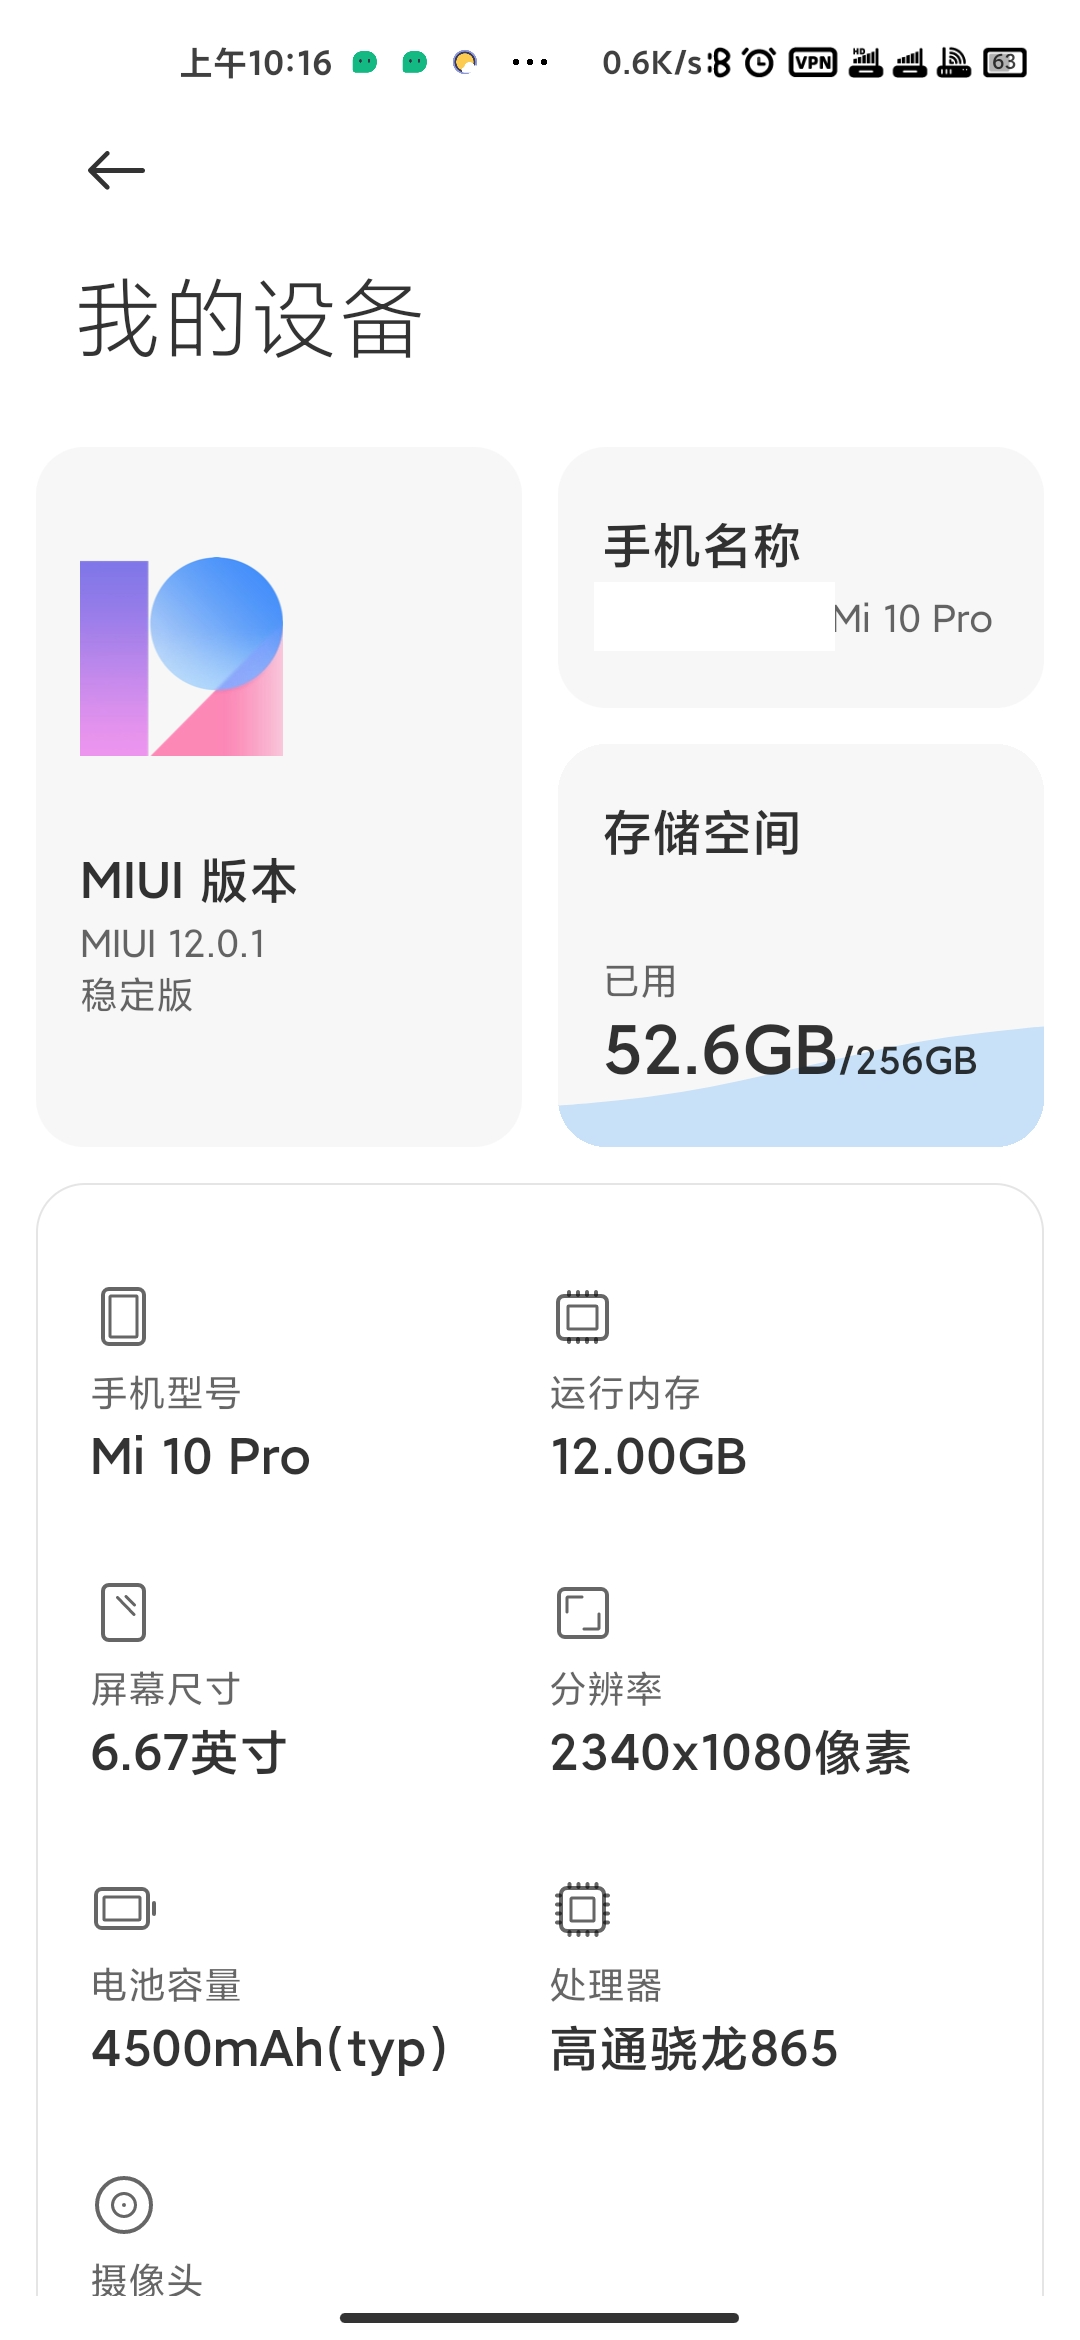 上午10:16 ... 0.6K/s HD VPN 63
我的设备
MIUI 版本
MIUI 12.0.1
稳定版
手机名称
Mi 10 Pro
存储空间
已用
52.6GB/256GB
手机型号
Mi 10 Pro
运行内存
12.00GB
屏幕尺寸
6.67英寸
分辨率
2340x1080像素
电池容量
4500mAh(typ)
处理器
高通骁龙865
摄像头